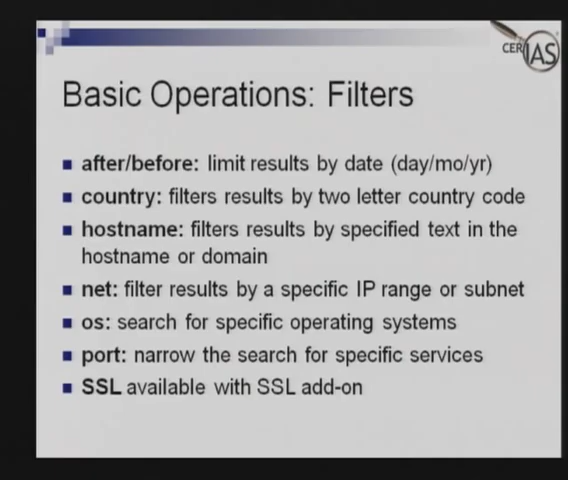 CERIAS
Basic Operations: Filters
after/before: limit results by date (day/mo/yr)
country: filters results by two letter country code
hostname: filters results by specified text in the
hostname or domain
net: filter results by a specific IP range or subnet
os: search for specific operating systems
port: narrow the search for specific services
SSL available with SSL add-on